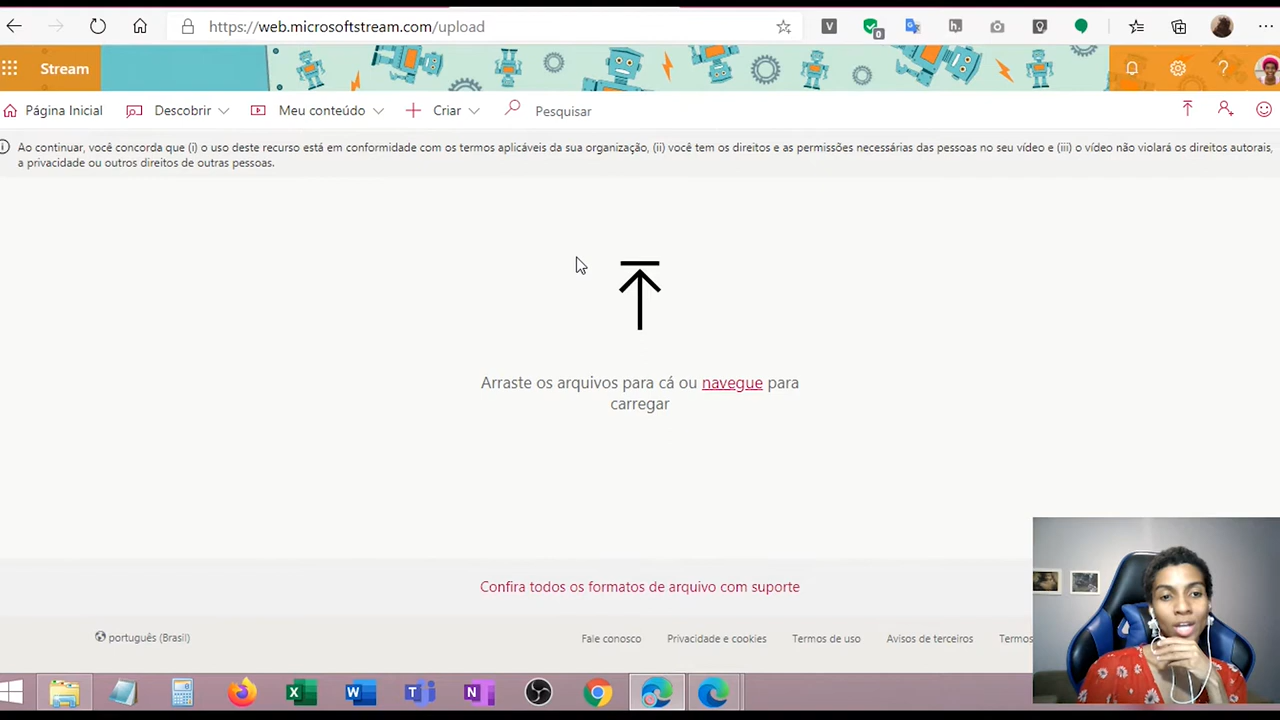 https://web.microsoftstream.com/upload
V
0
h.
Stream
?
Página Inicial
Descobrir
Meu conteúdo
Criar
Pesquisar
Ao continuar, você concorda que (i) o uso deste recurso está em conformidade com os termos aplicáveis da sua organização, (ii) você tem os direitos e as permissões necessárias das pessoas no seu vídeo e (iii) o vídeo não violará os direitos autorais,
a privacidade ou outros direitos de outras pessoas.
Arraste os arquivos para cá ou navegue para
carregar
Confira todos os formatos de arquivo com suporte
português (Brasil)
Fale conosco
Privacidade e cookies
Termos de uso
Avisos de terceiros
Termos
X
W
T
N